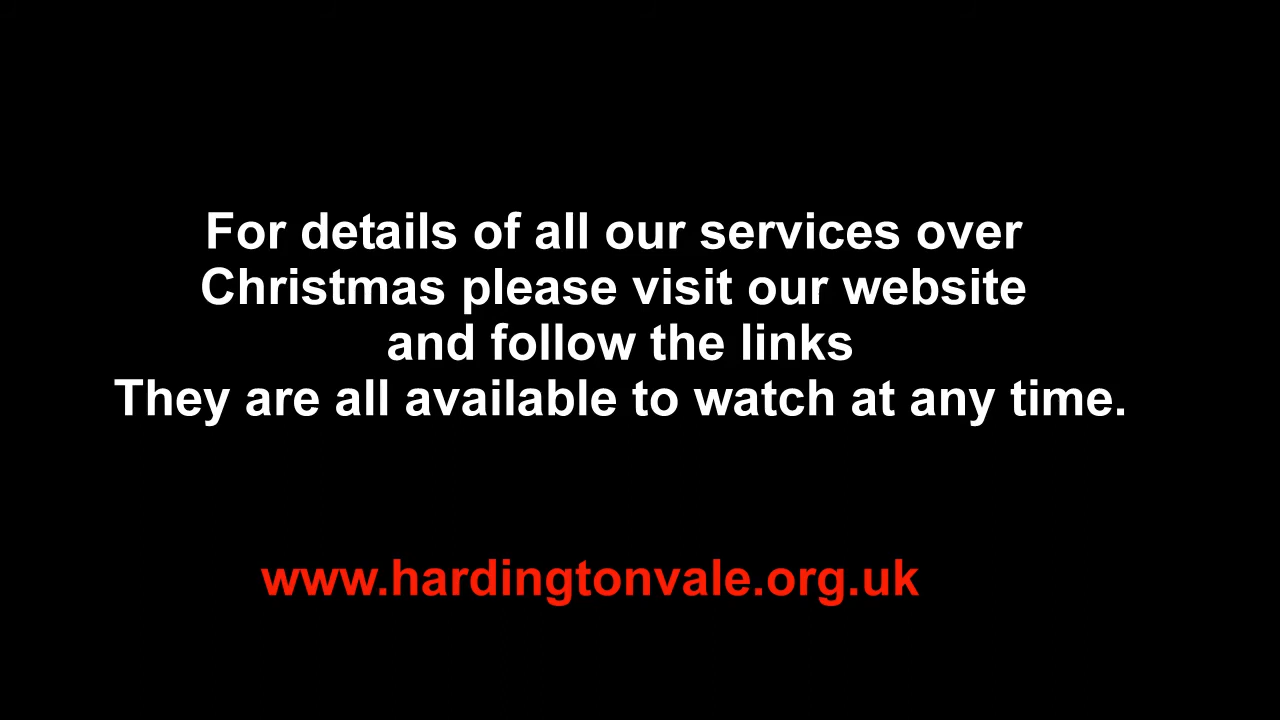 For details of all our services over
Christmas please visit our website
and follow the links
They are all available to watch at any time.
www.hardingtonvale.org.uk